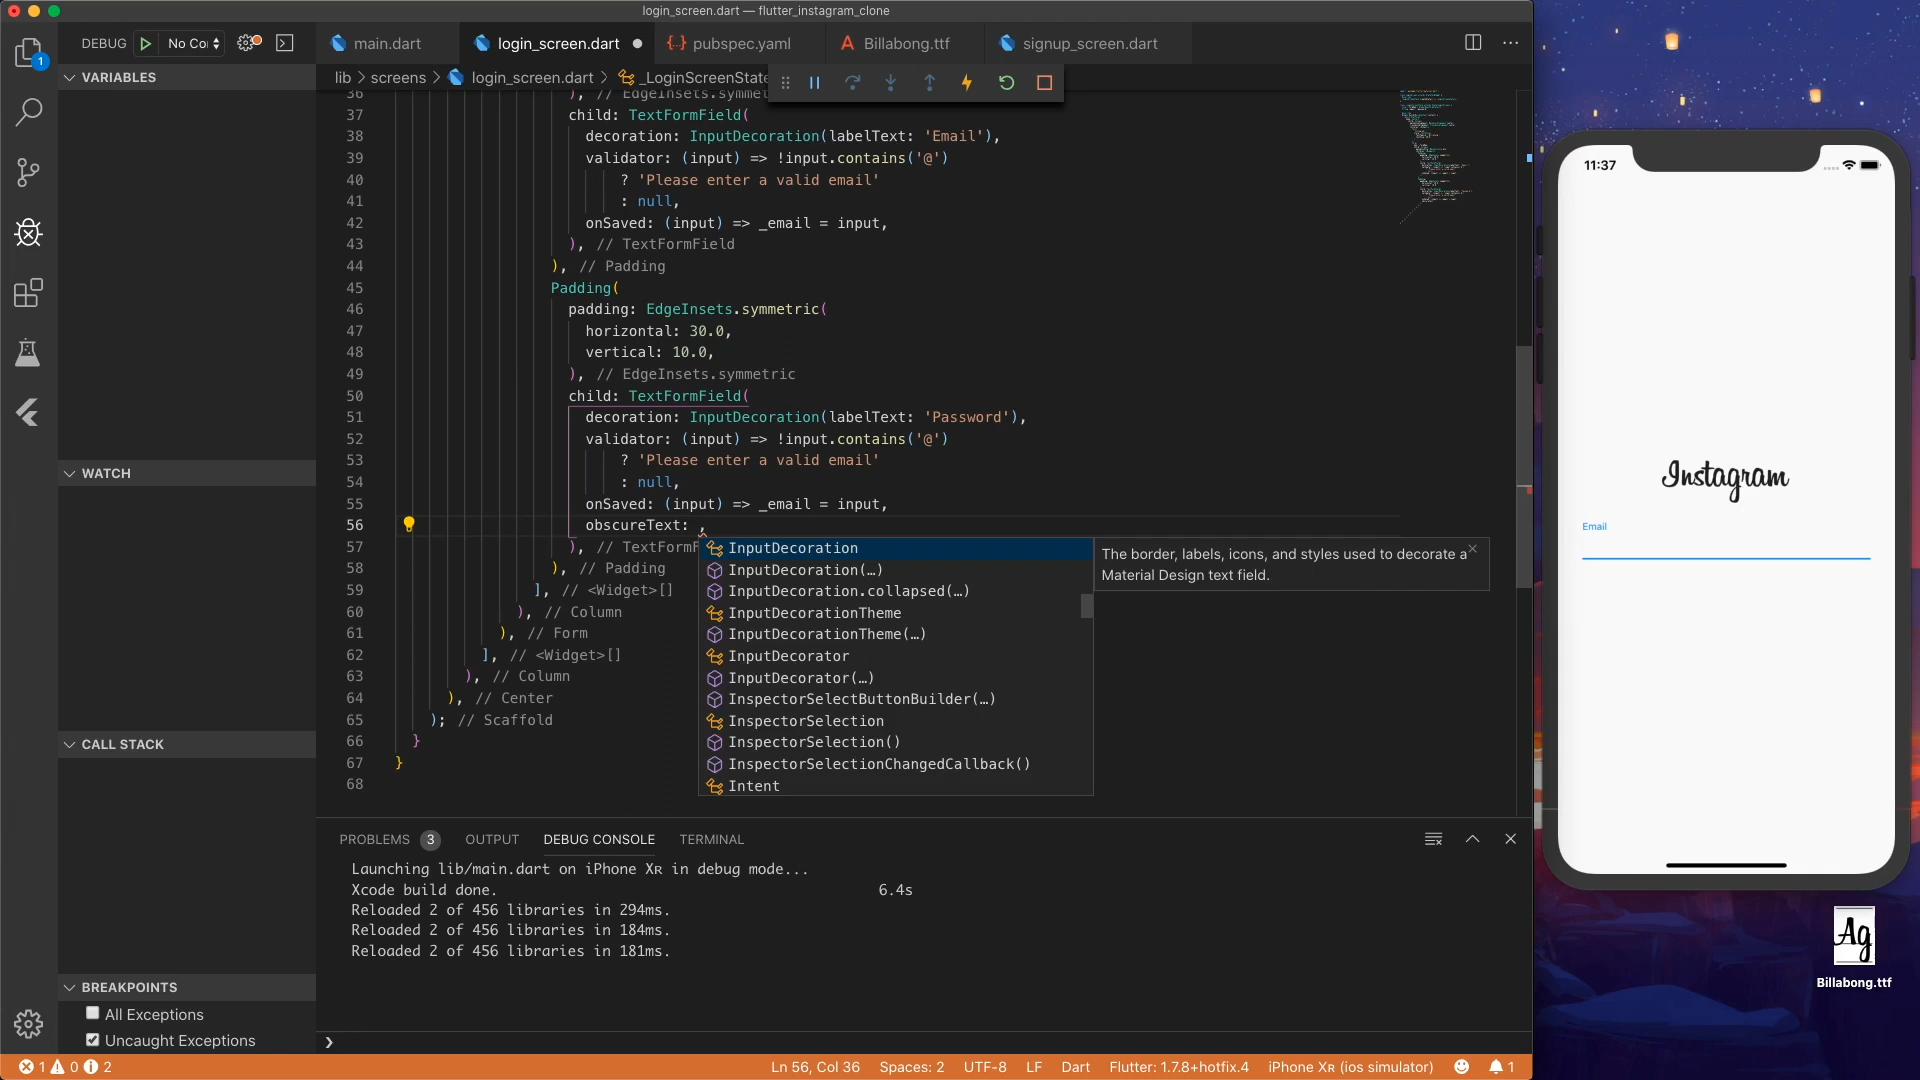 login_screen.dart — flutter_instagram_clone
DEBUG
No Co
main.dart
login_screen.dart
pubspec.yaml
Billabong.ttf
signup_screen.dart
1
VARIABLES
WATCH
CALL STACK
BREAKPOINTS
All Exceptions
Uncaught Exceptions
lib > screens > login_screen.dart > _LoginScreenState
36 ), // EdgeInsets.symmet
37 child: TextFormField(
38 decoration: InputDecoration(labelText: 'Email'),
39 validator: (input) => !input.contains('@')
40 ? 'Please enter a valid email'
41 : null,
42 onSaved: (input) => _email = input,
43 ), // TextFormField
44 ), // Padding
45 Padding(
46 padding: EdgeInsets.symmetric(
47 horizontal: 30.0,
48 vertical: 10.0,
49 ), // EdgeInsets.symmetric
50 child: TextFormField(
51 decoration: InputDecoration(labelText: 'Password'),
52 validator: (input) => !input.contains('@')
53 ? 'Please enter a valid email'
54 : null,
55 onSaved: (input) => _email = input,
56 obscureText: ,
57 ), // TextFormF
58 ), // Padding
59 ], // <Widget>[]
60 ), // Column
61 ), // Form
62 ], // <Widget>[]
63 ), // Column
64 ), // Center
65 ); // Scaffold
66 }
67 }
68
InputDecoration
InputDecoration(…)
InputDecoration.collapsed(…)
InputDecorationTheme
InputDecorationTheme(…)
InputDecorator
InputDecorator(…)
InspectorSelectButtonBuilder(…)
InspectorSelection
InspectorSelection()
InspectorSelectionChangedCallback()
Intent
The border, labels, icons, and styles used to decorate a
Material Design text field.
PROBLEMS 3 OUTPUT DEBUG CONSOLE TERMINAL
Launching lib/main.dart on iPhone Xʀ in debug mode...
Xcode build done. 6.4s
Reloaded 2 of 456 libraries in 294ms.
Reloaded 2 of 456 libraries in 184ms.
Reloaded 2 of 456 libraries in 181ms.
1 0 2
Ln 56, Col 36 Spaces: 2 UTF-8 LF Dart Flutter: 1.7.8+hotfix.4 iPhone Xʀ (ios simulator) 1
11:37
Instagram
Email
Ag
Billabong.ttf